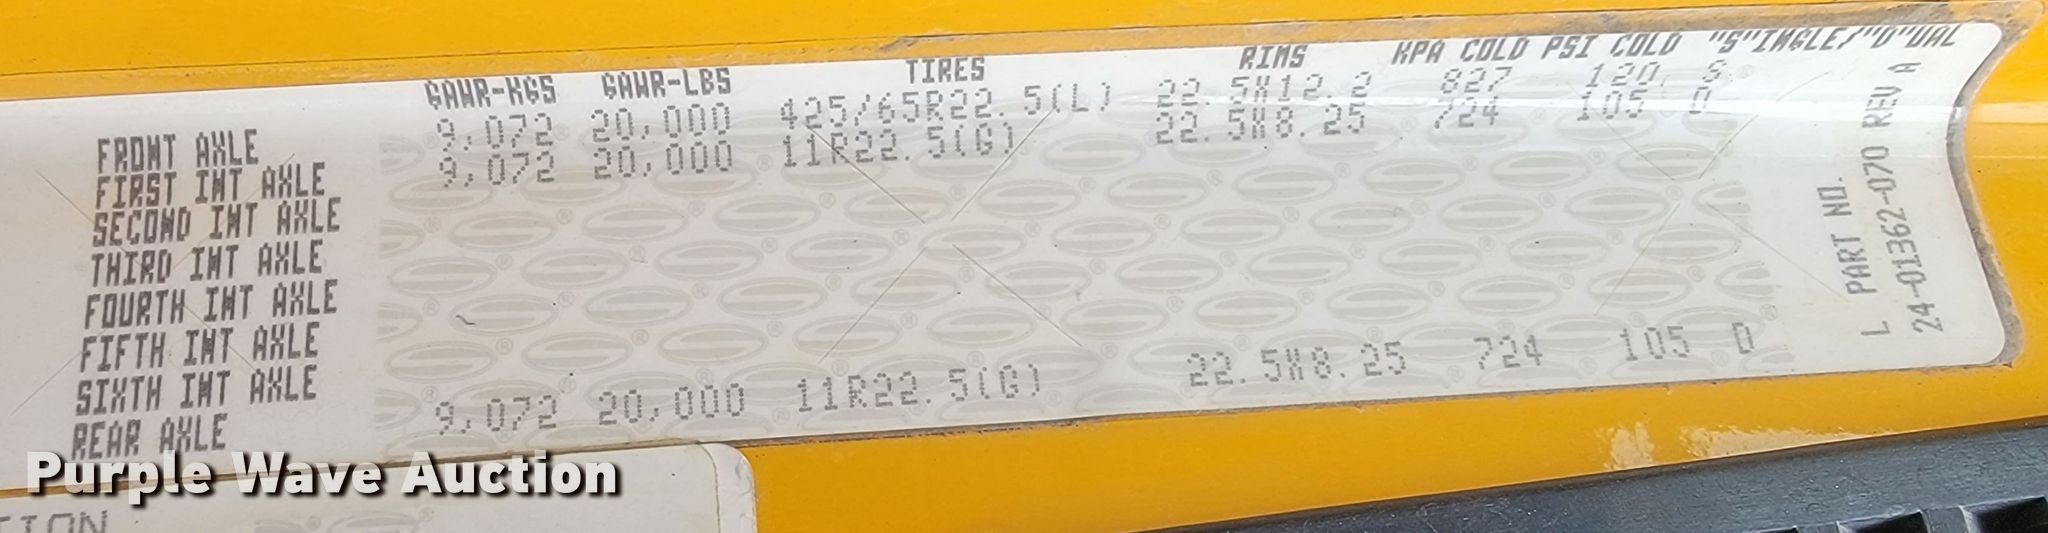 GAWR-KGS GAWR-LBS TIRES RIMS KPA COLD PSI COLD "S"INGLE/"D"UAL
FRONT AXLE 9,072 20,000 425/65R22.5(L) 22.5X12.2 827 120 S
FIRST INT AXLE 9,072 20,000 11R22.5(G) 22.5X8.25 724 105 D
SECOND INT AXLE
THIRD INT AXLE
FOURTH INT AXLE
FIFTH INT AXLE
SIXTH INT AXLE
REAR AXLE 9,072 20,000 11R22.5(G) 22.5X8.25 724 105 D
L PART NO.
24-01362-070 REV A
Purple Wave Auction
TION